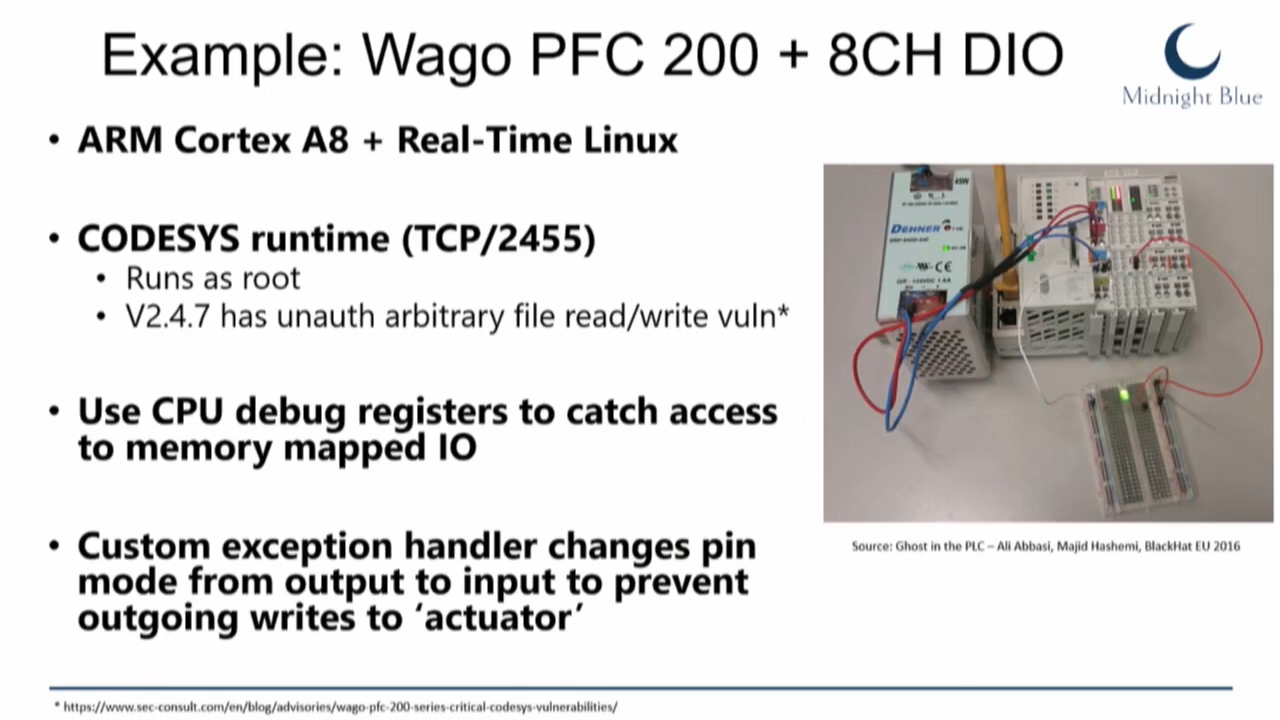 Example: Wago PFC 200 + 8CH DIO
Midnight Blue
• ARM Cortex A8 + Real-Time Linux
• CODESYS runtime (TCP/2455)
• Runs as root
• V2.4.7 has unauth arbitrary file read/write vuln*
• Use CPU debug registers to catch access
to memory mapped IO
• Custom exception handler changes pin
mode from output to input to prevent
outgoing writes to ‘actuator’
45W
DEHNER
CE
Source: Ghost in the PLC – Ali Abbasi, Majid Hashemi, BlackHat EU 2016
* https://www.sec-consult.com/en/blog/advisories/wago-pfc-200-series-critical-codesys-vulnerabilities/